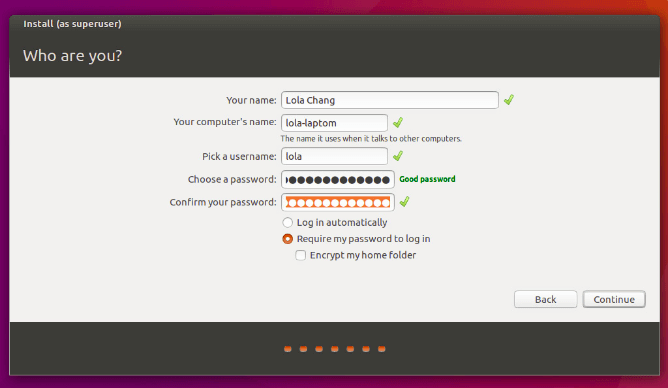 Install (as superuser)
Who are you?
Your name: Lola Chang
Your computer's name: lola-laptom
The name it uses when it talks to other computers.
Pick a username: lola
Choose a password: Good password
Confirm your password:
Log in automatically
Require my password to log in
Encrypt my home folder
Back Continue